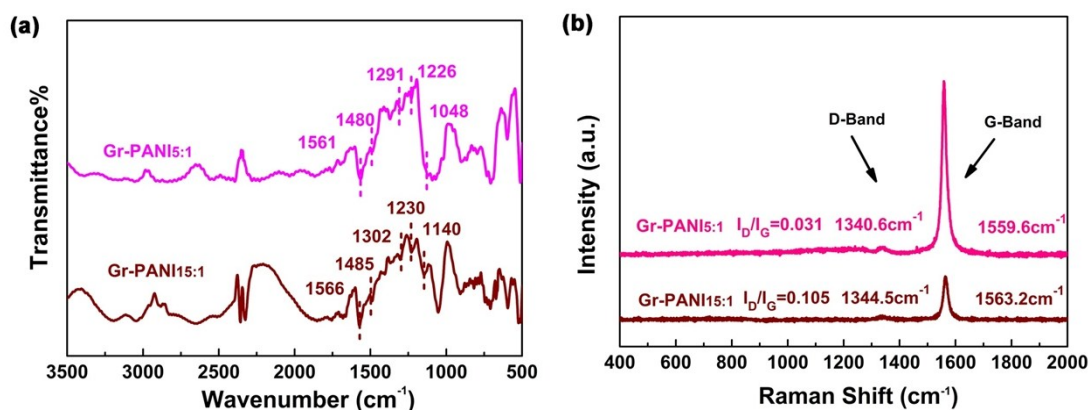 (a)
Transmittance%
1291
1226
1480
1048
1561
Gr-PANI5:1
1230
1302
1140
1485
1566
Gr-PANI15:1
3500 3000 2500 2000 1500 1000 500
Wavenumber (cm-1)
(b)
Intensity (a.u.)
D-Band
G-Band
Gr-PANI5:1 ID/IG=0.031 1340.6cm-1 1559.6cm-1
Gr-PANI15:1 ID/IG=0.105 1344.5cm-1 1563.2cm-1
400 600 800 1000 1200 1400 1600 1800 2000
Raman Shift (cm-1)